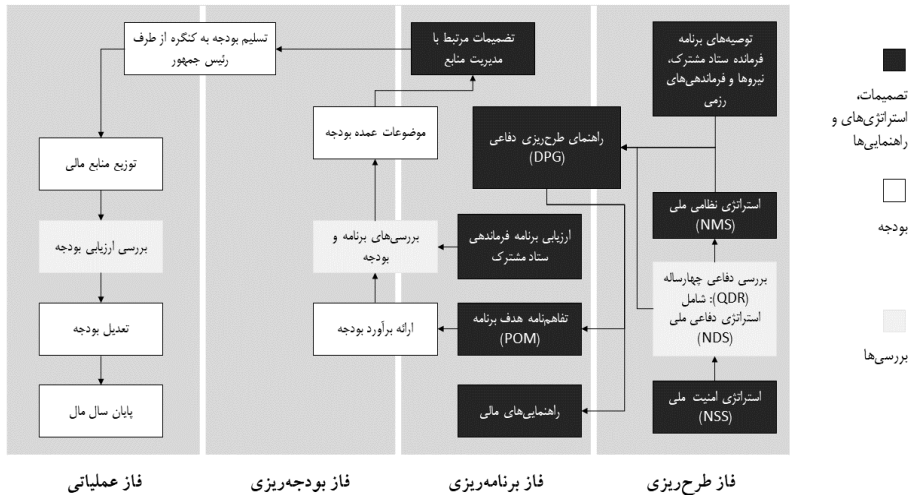 توصیه‌های برنامه
فرمانده ستاد مشترک،
نیروها و فرماندهی‌های
رزمی
استراتژی نظامی ملی
(NMS)
بررسی دفاعی چهارساله
(QDR): شامل
استراتژی دفاعی ملی
(NDS)
استراتژی امنیت ملی
(NSS)
فاز طرح‌ریزی
تضمیمات مرتبط با
مدیریت منابع
راهنمای طرح‌ریزی دفاعی
(DPG)
ارزیابی برنامه فرماندهی
ستاد مشترک
تفاهم‌نامه هدف برنامه
(POM)
راهنمایی‌های مالی
فاز برنامه‌ریزی
موضوعات عمده بودجه
بررسی‌های برنامه و
بودجه
ارائه برآورد بودجه
فاز بودجه‌ریزی
تسلیم بودجه به کنگره از طرف
رئیس جمهور
توزیع منابع مالی
بررسی ارزیابی بودجه
تعدیل بودجه
پایان سال مال
فاز عملیاتی
تصمیمات،
استراتژی‌های و
راهنمایی‌ها
بودجه
بررسی‌ها